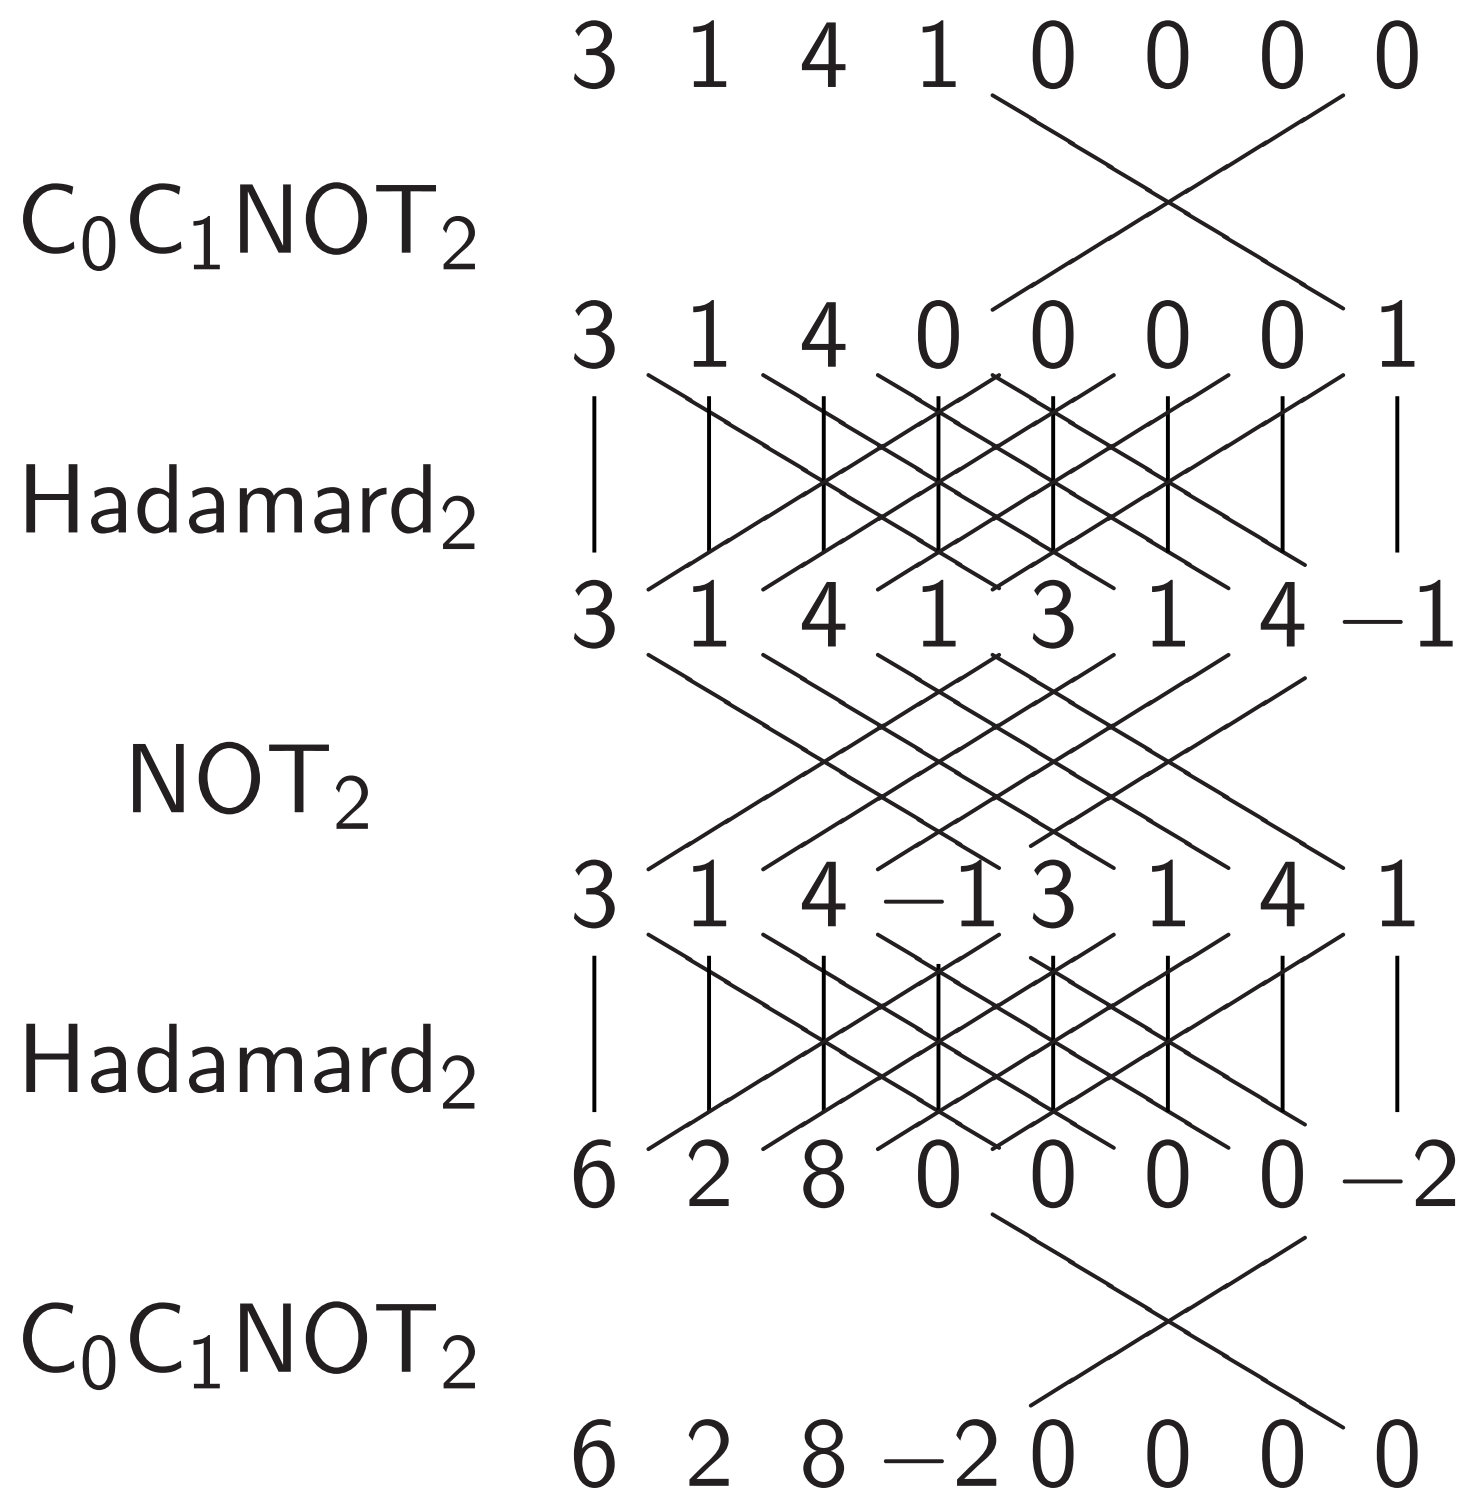 3 1 4 1 0 0 0 0
C₀C₁NOT₂
3 1 4 0 0 0 0 1
Hadamard₂
3 1 4 1 3 1 4 −1
NOT₂
3 1 4 −1 3 1 4 1
Hadamard₂
6 2 8 0 0 0 0 −2
C₀C₁NOT₂
6 2 8 −2 0 0 0 0